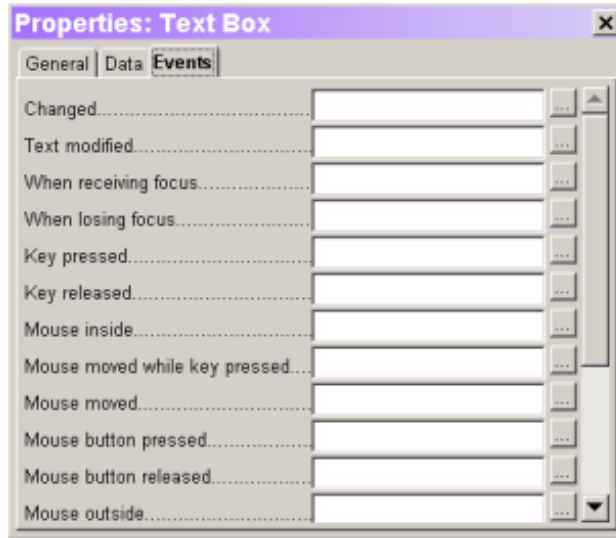 Properties: Text Box
General Data Events
Changed.......................................... ...
Text modified.................................. ...
When receiving focus.................... ...
When losing focus......................... ...
Key pressed.................................... ...
Key released................................... ...
Mouse inside................................... ...
Mouse moved while key pressed.... ...
Mouse moved.................................. ...
Mouse button pressed.................... ...
Mouse button released................... ...
Mouse outside................................ ...